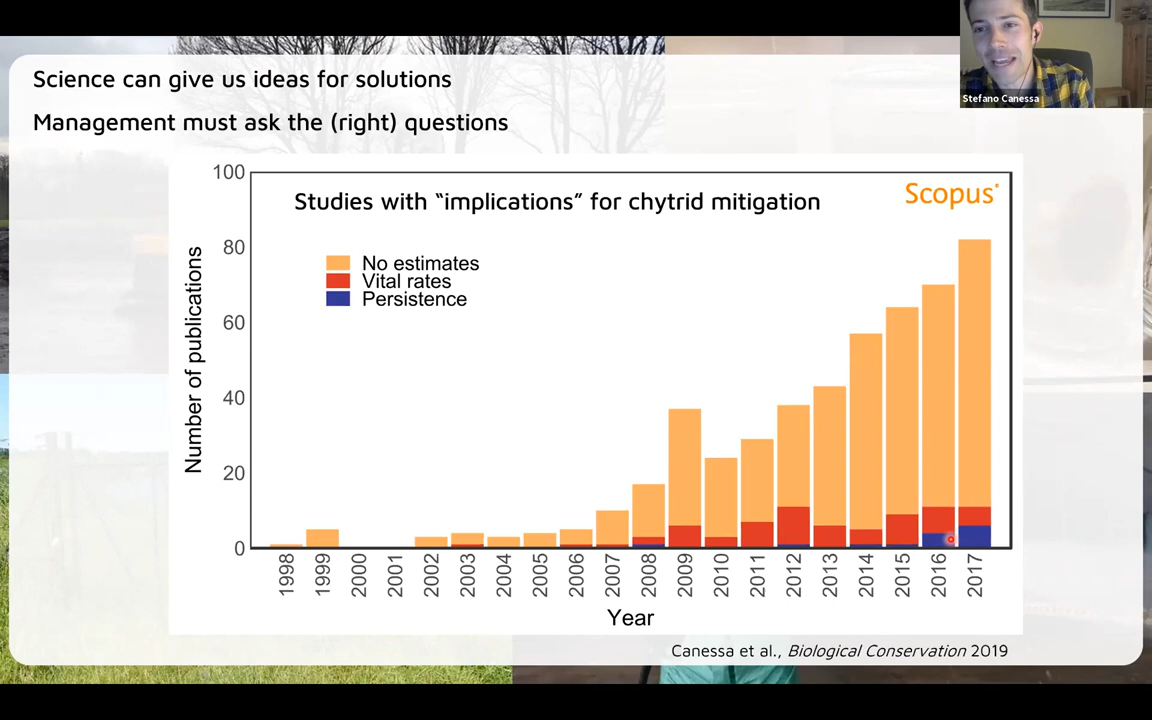 Science can give us ideas for solutions
Management must ask the (right) questions
Stefano Canessa
Studies with “implications” for chytrid mitigation
Scopus
No estimates
Vital rates
Persistence
Number of publications
100
80
60
40
20
0
1998
1999
2000
2001
2002
2003
2004
2005
2006
2007
2008
2009
2010
2011
2012
2013
2014
2015
2016
2017
Year
Canessa et al., Biological Conservation 2019